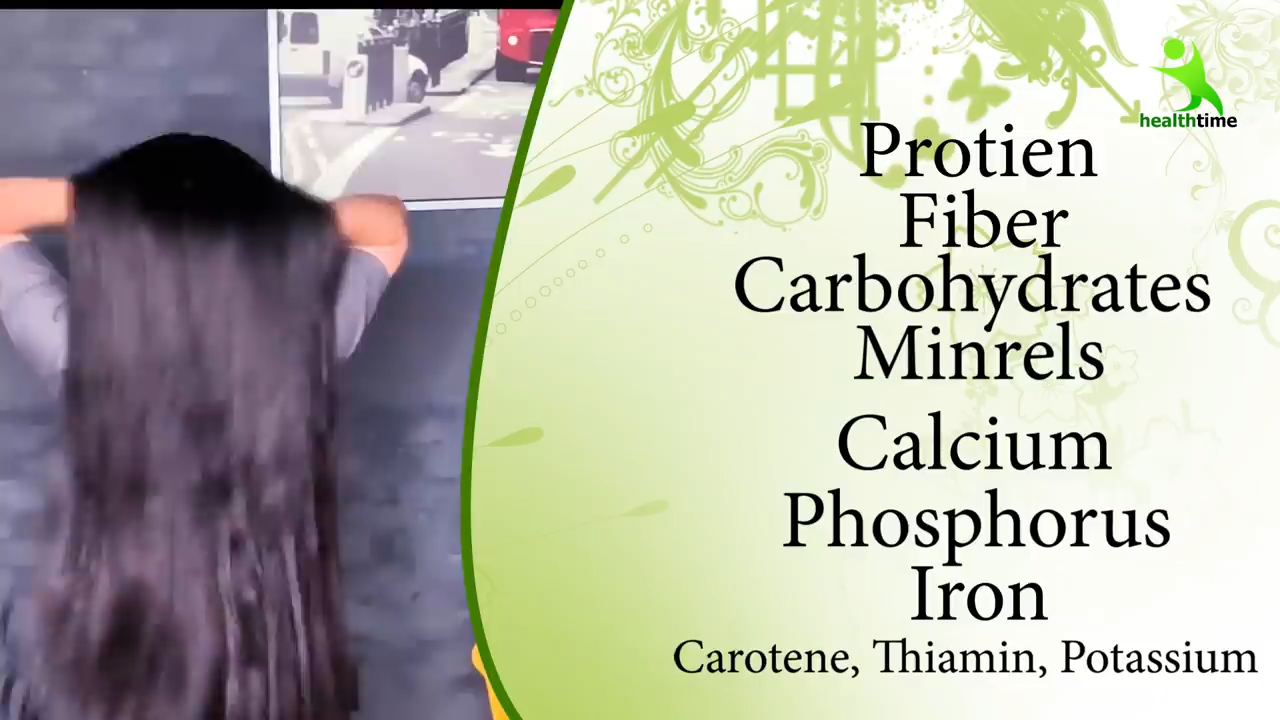 healthtime
Protien
Fiber
Carbohydrates
Minrels
Calcium
Phosphorus
Iron
Carotene, Thiamin, Potassium